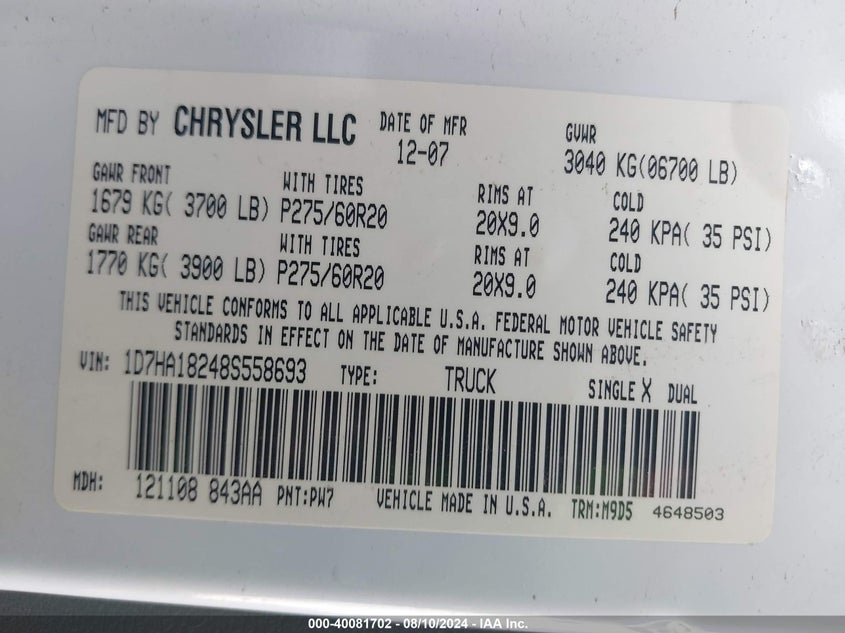 MFD BY CHRYSLER LLC DATE OF MFR GVWR
12-07 3040 KG(06700 LB)
GAWR FRONT WITH TIRES RIMS AT COLD
1679 KG( 3700 LB) P275/60R20 20X9.0 240 KPA( 35 PSI)
GAWR REAR WITH TIRES RIMS AT COLD
1770 KG( 3900 LB) P275/60R20 20X9.0 240 KPA( 35 PSI)
THIS VEHICLE CONFORMS TO ALL APPLICABLE U.S.A. FEDERAL MOTOR VEHICLE SAFETY
STANDARDS IN EFFECT ON THE DATE OF MANUFACTURE SHOWN ABOVE.
VIN: 1D7HA18248S558693 TYPE: TRUCK SINGLE X DUAL
MDH: 121108 843AA PNT:PW7 VEHICLE MADE IN U.S.A. TRM:M9D5 4648503
000-40081702 - 08/10/2024 - IAA Inc.